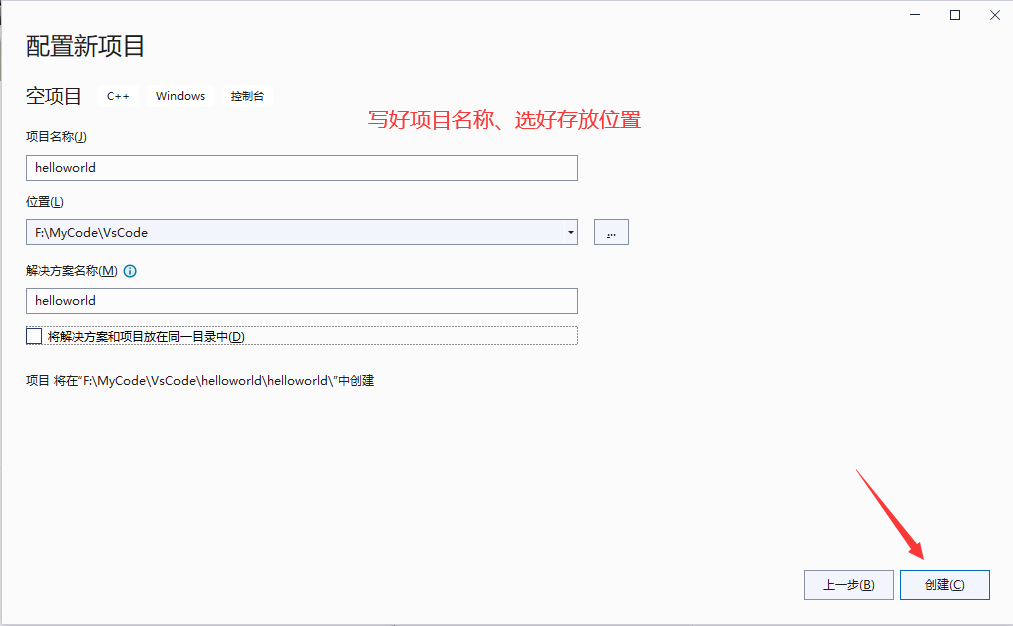 配置新项目
空项目 C++ Windows 控制台
写好项目名称、选好存放位置
项目名称(J)
helloworld
位置(L)
F:\MyCode\VsCode
...
解决方案名称(M)
helloworld
将解决方案和项目放在同一目录中(D)
项目 将在“F:\MyCode\VsCode\helloworld\helloworld\”中创建
上一步(B) 创建(C)